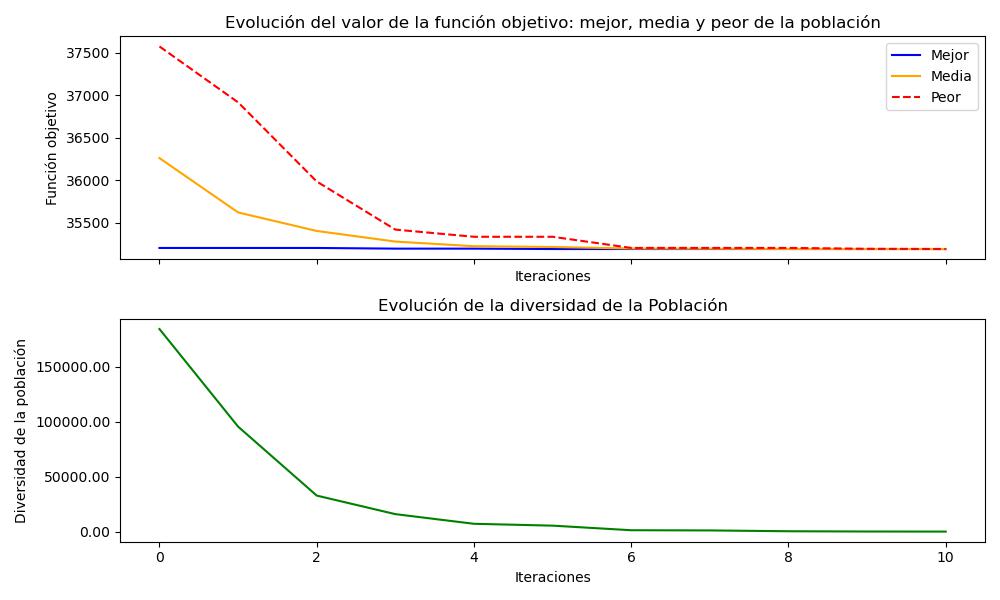 Evolución del valor de la función objetivo: mejor, media y peor de la población
Función objetivo
37500
37000
36500
36000
35500
Mejor
Media
Peor
Iteraciones
Evolución de la diversidad de la Población
Diversidad de la población
150000.00
100000.00
50000.00
0.00
0 2 4 6 8 10
Iteraciones